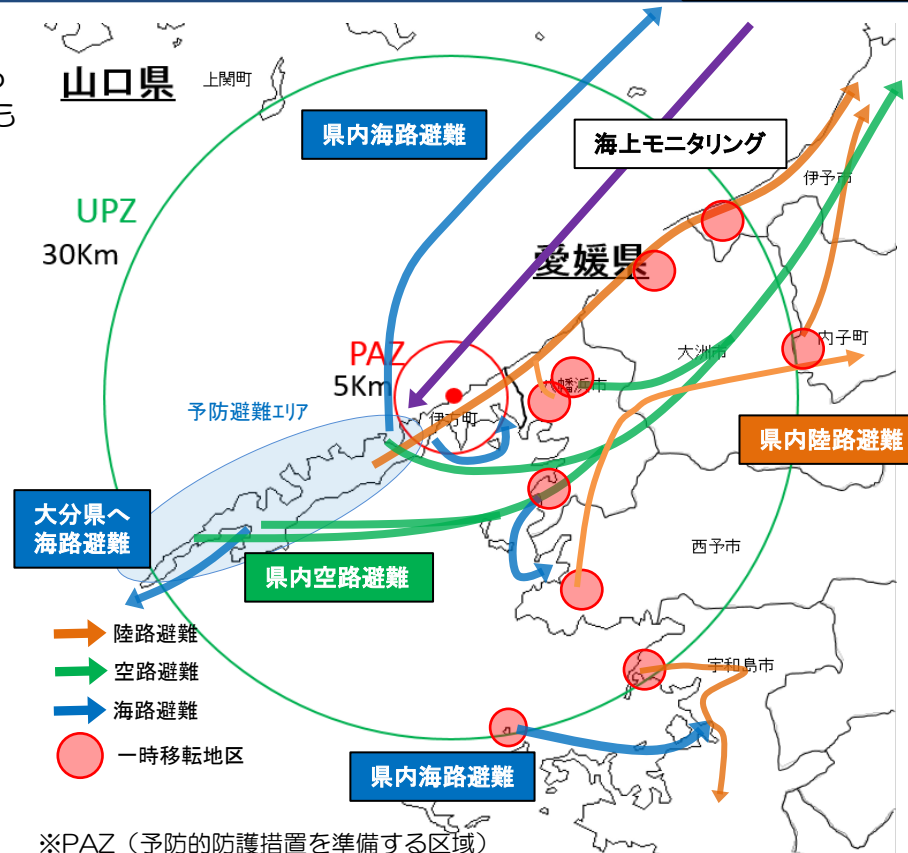 山口県
上関町
県内海路避難
海上モニタリング
伊予市
UPZ
30Km
愛媛県
PAZ
5Km
大洲市
内子町
八幡浜市
伊方町
予防避難エリア
県内陸路避難
大分県へ
海路避難
西予市
県内空路避難
陸路避難
空路避難
海路避難
一時移転地区
宇和島市
県内海路避難
※PAZ(予防的防護措置を準備する区域)